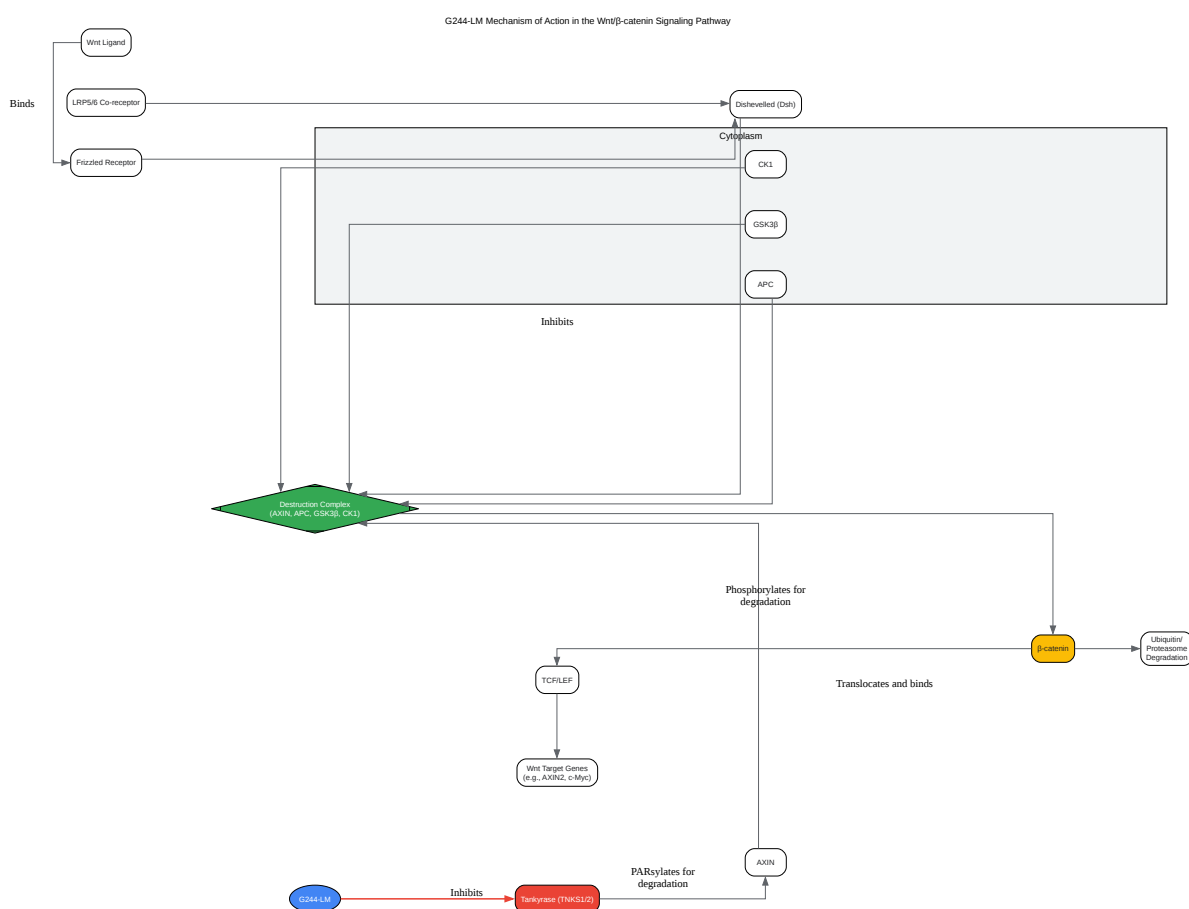 G244-LM Mechanism of Action in the Wnt/β-catenin Signaling Pathway
Wnt Ligand
Binds
LRP5/6 Co-receptor
Dishevelled (Dsh)
Cytoplasm
Frizzled Receptor
CK1
GSK3β
APC
Inhibits
Destruction Complex
(AXIN, APC, GSK3β, CK1)
Phosphorylates for
degradation
β-catenin
Ubiquitin/
Proteasome
Degradation
TCF/LEF
Translocates and binds
Wnt Target Genes
(e.g., AXIN2, c-Myc)
AXIN
PARsylates for
degradation
G244-LM
Inhibits
Tankyrase (TNKS1/2)